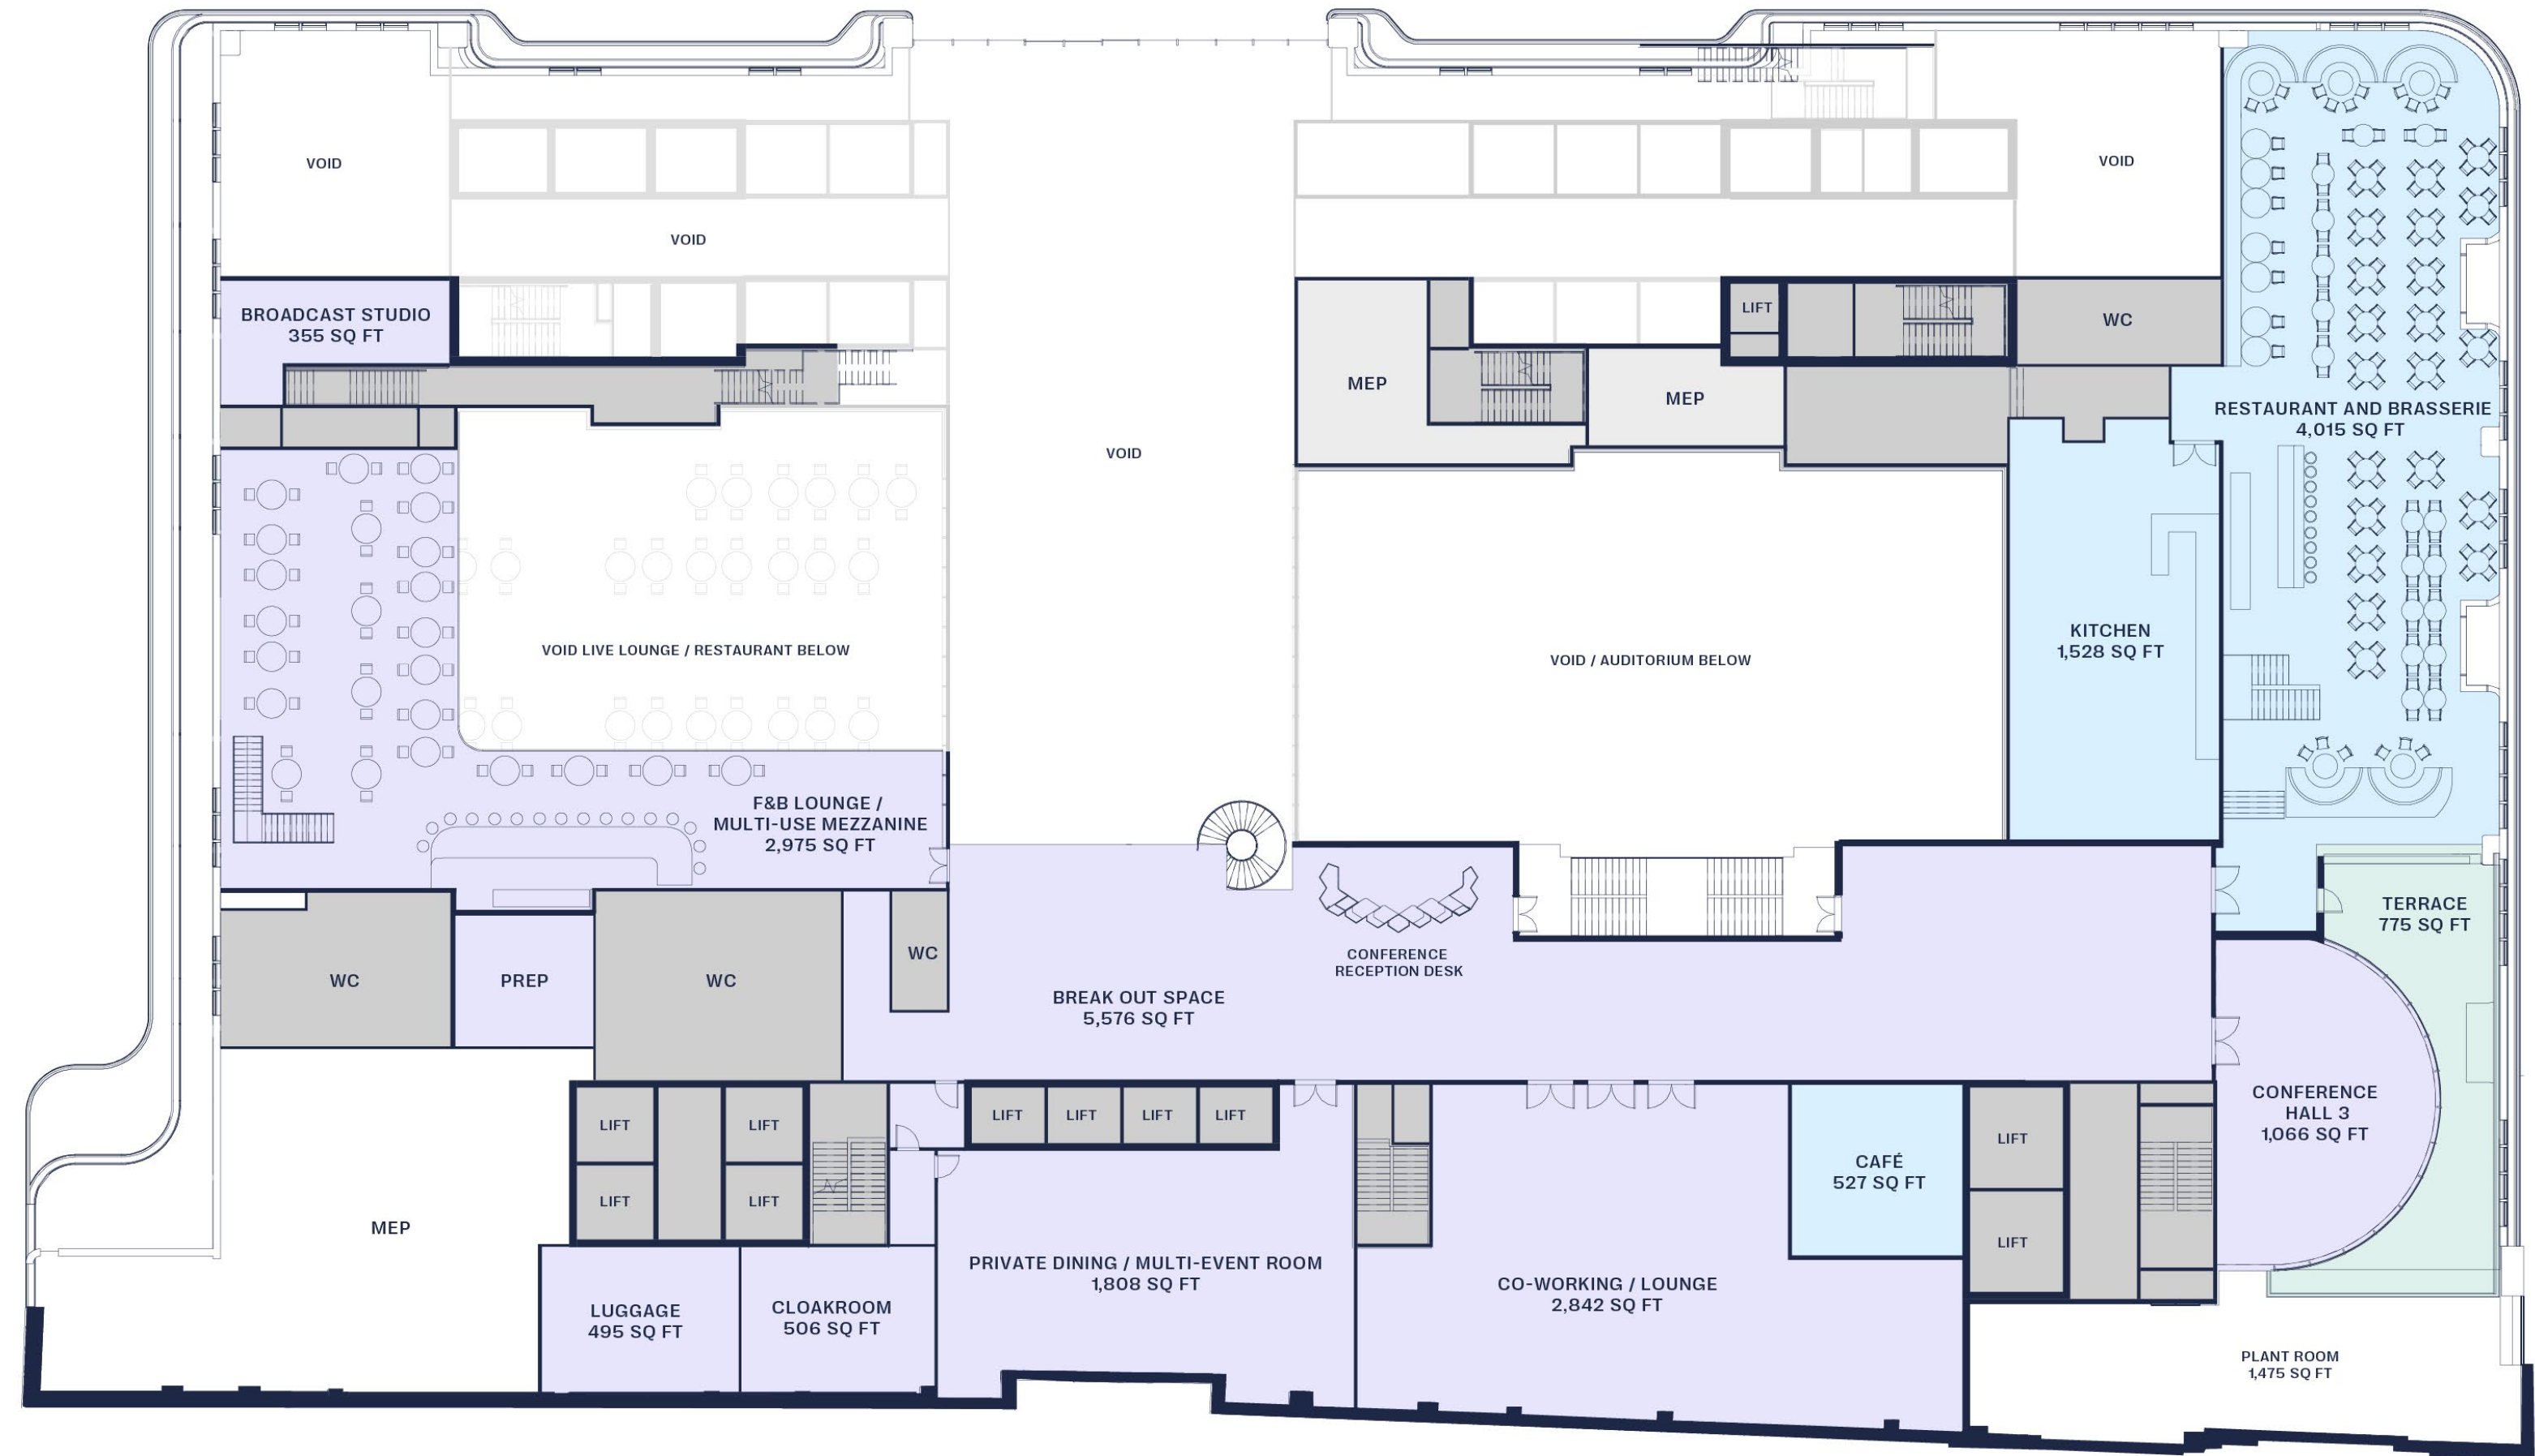 VOID
VOID
VOID
BROADCAST STUDIO
355 SQ FT
LIFT
WC
MEP
MEP
RESTAURANT AND BRASSERIE
4,015 SQ FT
VOID
VOID LIVE LOUNGE / RESTAURANT BELOW
VOID / AUDITORIUM BELOW
KITCHEN
1,528 SQ FT
F&B LOUNGE /
MULTI-USE MEZZANINE
2,975 SQ FT
TERRACE
775 SQ FT
WC
PREP
WC
WC
CONFERENCE
RECEPTION DESK
BREAK OUT SPACE
5,576 SQ FT
CONFERENCE
HALL 3
1,066 SQ FT
LIFT
LIFT
LIFT
LIFT
LIFT
LIFT
LIFT
LIFT
LIFT
LIFT
CAFÉ
527 SQ FT
MEP
LUGGAGE
495 SQ FT
CLOAKROOM
506 SQ FT
PRIVATE DINING / MULTI-EVENT ROOM
1,808 SQ FT
CO-WORKING / LOUNGE
2,842 SQ FT
PLANT ROOM
1,475 SQ FT